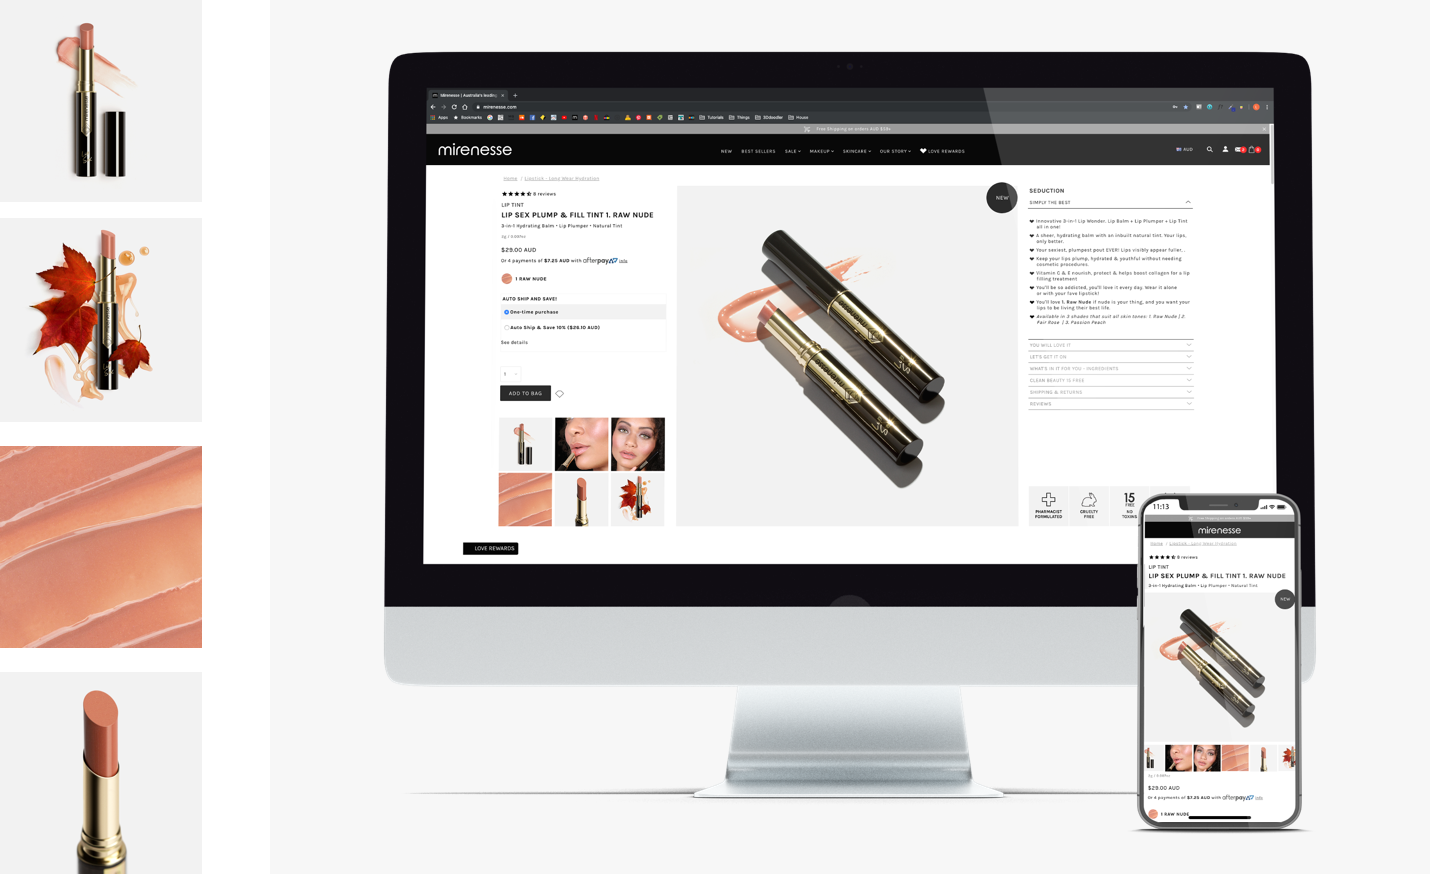 Mirenesse | Australia's leading
mirenesse.com
Apps
Bookmarks
Tutorials
Things
SDdoodler
House
Free Shipping on orders AUD $59+
mirenesse
NEW
BEST SELLERS
SALE
MAKEUP
SKINCARE
OUR STORY
LOVE REWARDS
AUD
Home / Lipstick - Long Wear Hydration
8 reviews
LIP TINT
LIP SEX PLUMP & FILL TINT 1. RAW NUDE
3-in-1 Hydrating Balm • Lip Plumper • Natural Tint
$29.00 AUD
Or 4 payments of $7.25 AUD with afterpay info
1 RAW NUDE
AUTO SHIP AND SAVE!
One-time purchase
Auto Ship & Save 10% ($26.10 AUD)
See details
1
ADD TO BAG
LOVE REWARDS
NEW
SEDUCTION
SIMPLY THE BEST
Innovative 3-in-1 Lip Wonder. Lip Balm + Lip Plumper + Lip Tint
all in one!
A sheer, hydrating balm with an inbuilt natural tint. Your lips,
only better.
Your sexiest, plumpest pout EVER! Lips visibly appear fuller...
Keep your lips plump, hydrated & youthful without needing
cosmetic procedures.
Vitamin C & E nourish, protect & helps boost collagen for a lip
filling treatment
You'll be so addicted, you'll love it every day. Wear it alone
or with your fave lipstick!
You'll love 1. Raw Nude if nude is your thing, and you want your
lips to be living their best life.
Available in 3 shades that suit all skin tones: 1. Raw Nude | 2.
Pair Rose | 3. Passion Peach
YOU WILL LOVE IT
LET'S GET IT ON
WHAT'S IN IT FOR YOU - INGREDIENTS
CLEAN BEAUTY IS FREE
SHIPPING & RETURNS
REVIEWS
PHARMACIST
FORMULATED
CRUELTY
FREE
15
FREE
NO
TOXINS
11:13
mirenesse
Home / Lipstick - Long Wear Hydration
8 reviews
LIP TINT
LIP SEX PLUMP & FILL TINT 1. RAW NUDE
3-in-1 Hydrating Balm • Lip Plumper • Natural Tint
NEW
$29.00 AUD
Or 4 payments of $7.25 AUD with afterpay info
1 RAW NUDE